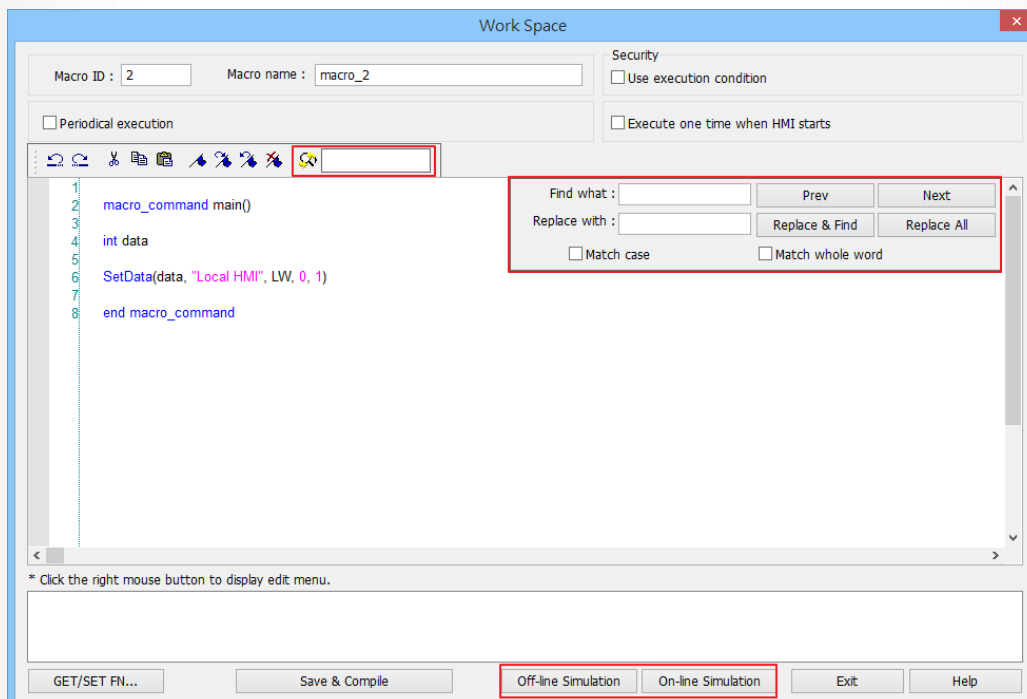 Work Space
Security
Macro ID : 2 Macro name : macro_2
Use execution condition
Periodical execution
Execute one time when HMI starts
Find what : Prev Next
Replace with : Replace & Find Replace All
Match case Match whole word
1
2 macro_command main()
3
4 int data
5
6 SetData(data, "Local HMI", LW, 0, 1)
7
8 end macro_command
* Click the right mouse button to display edit menu.
GET/SET FN... Save & Compile Off-line Simulation On-line Simulation Exit Help